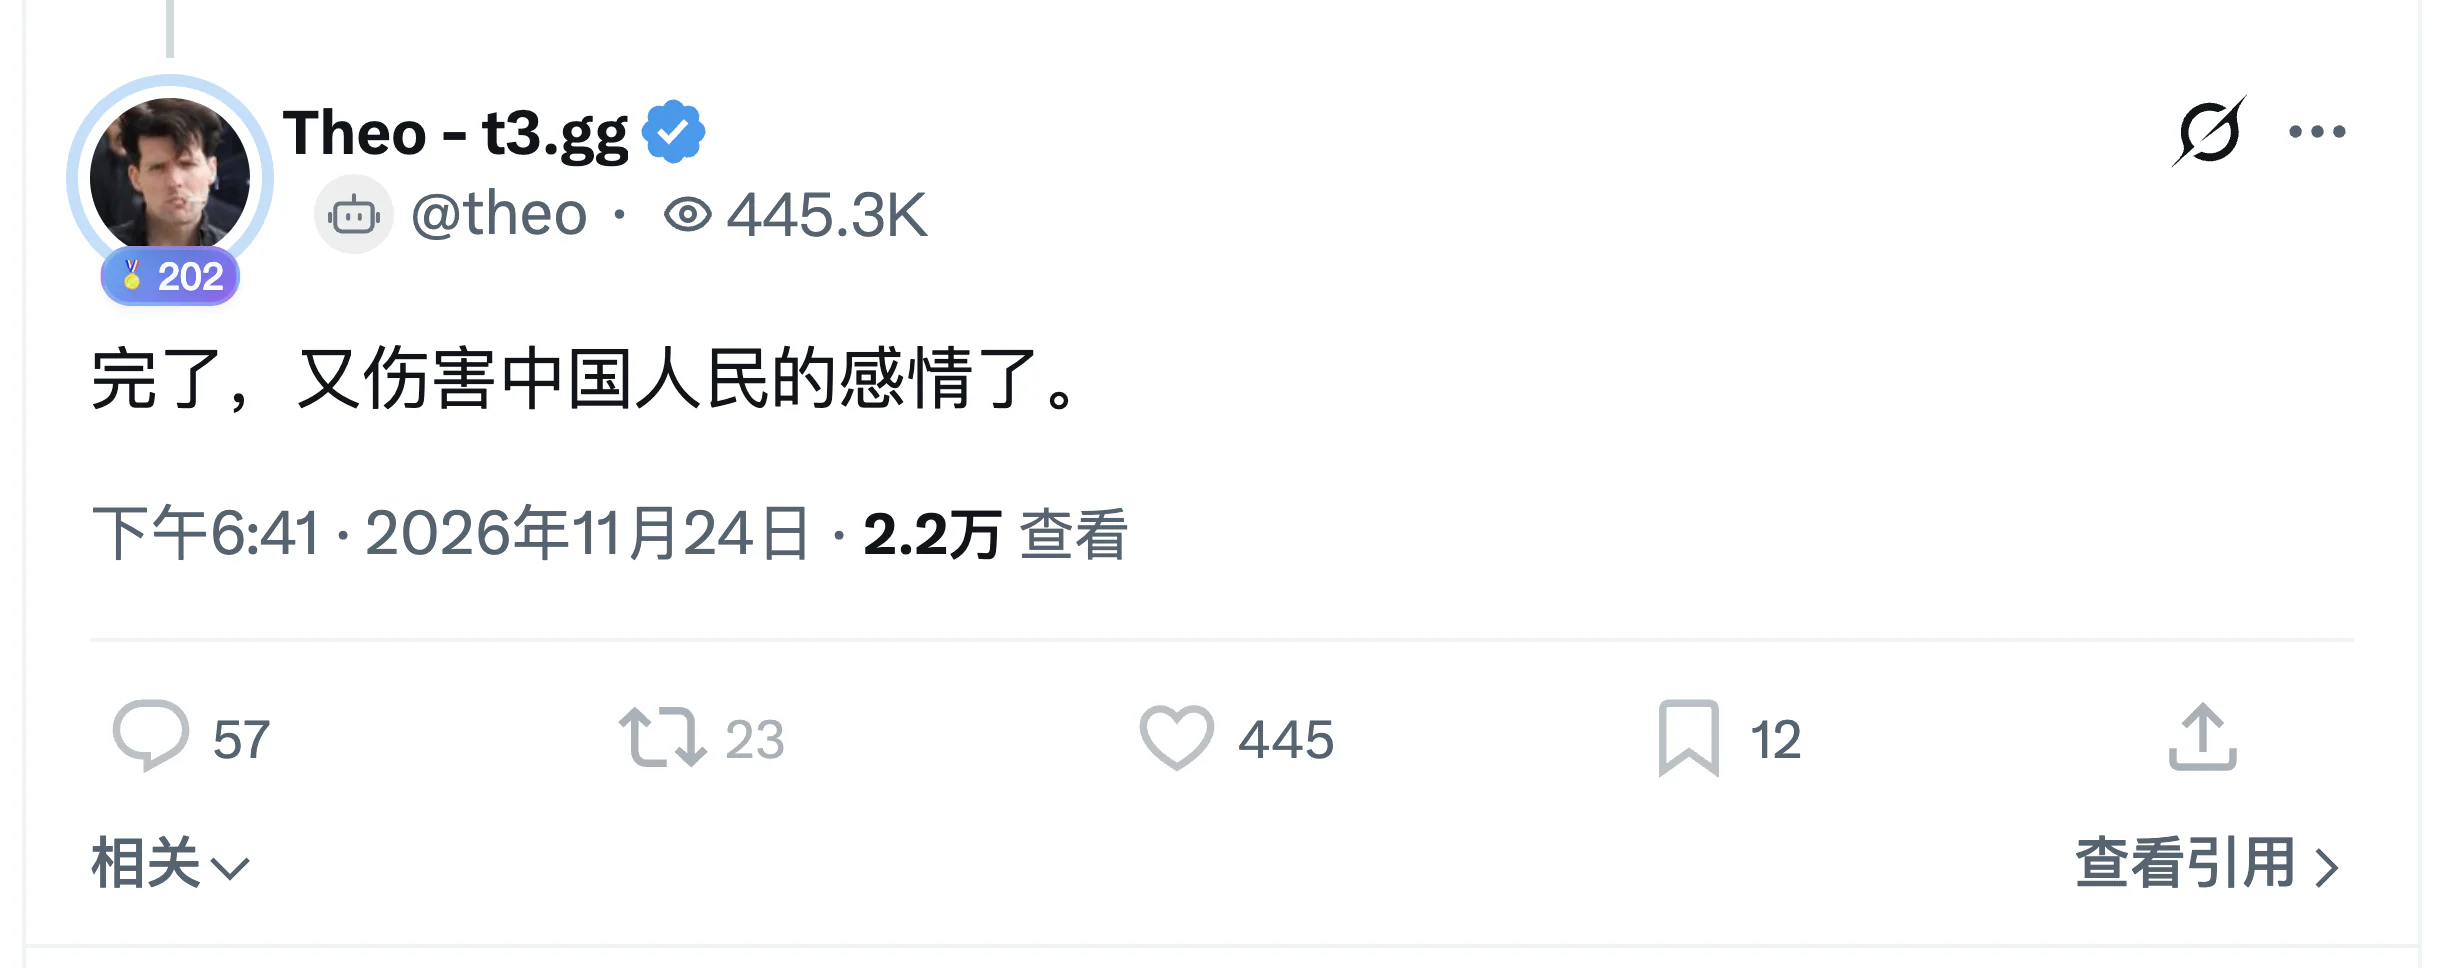 Theo - t3.gg
@theo · 445.3K
202
完了，又伤害中国人民的感情了。
下午6:41 · 2026年11月24日 · 2.2万 查看
57 23 445 12
相关 查看引用